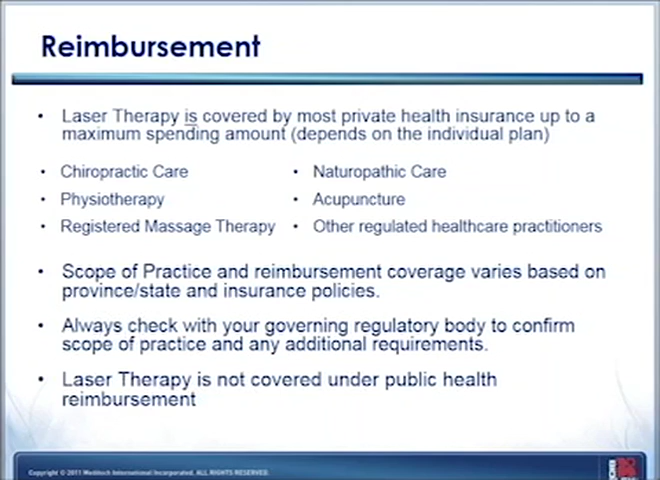 Reimbursement
• Laser Therapy is covered by most private health insurance up to a
maximum spending amount (depends on the individual plan)
• Chiropractic Care
• Naturopathic Care
• Physiotherapy
• Acupuncture
• Registered Massage Therapy
• Other regulated healthcare practitioners
• Scope of Practice and reimbursement coverage varies based on
province/state and insurance policies.
• Always check with your governing regulatory body to confirm
scope of practice and any additional requirements.
• Laser Therapy is not covered under public health
reimbursement
Copyright © 2011 Meditech International Incorporated. ALL RIGHTS RESERVED.